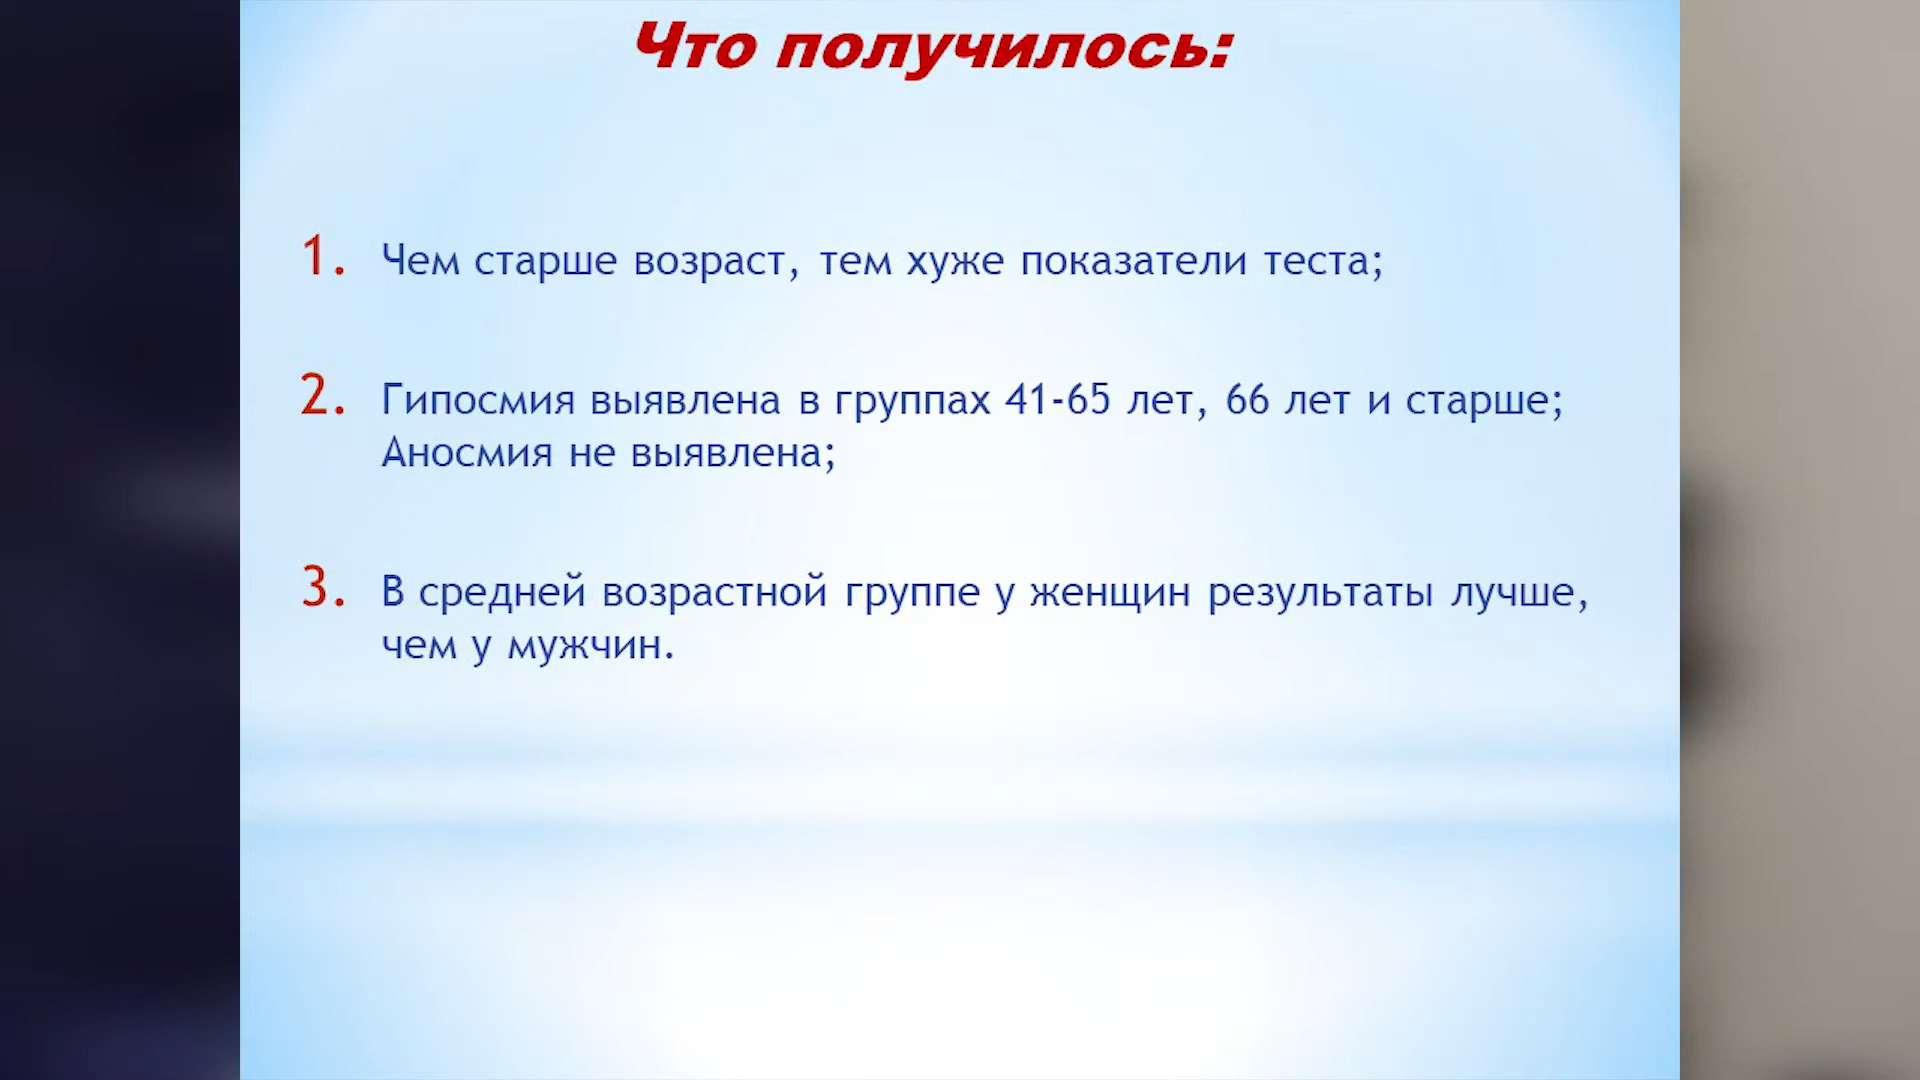 Что получилось:
1. Чем старше возраст, тем хуже показатели теста;
2. Гипосмия выявлена в группах 41-65 лет, 66 лет и старше;
Аносмия не выявлена;
3. В средней возрастной группе у женщин результаты лучше,
чем у мужчин.